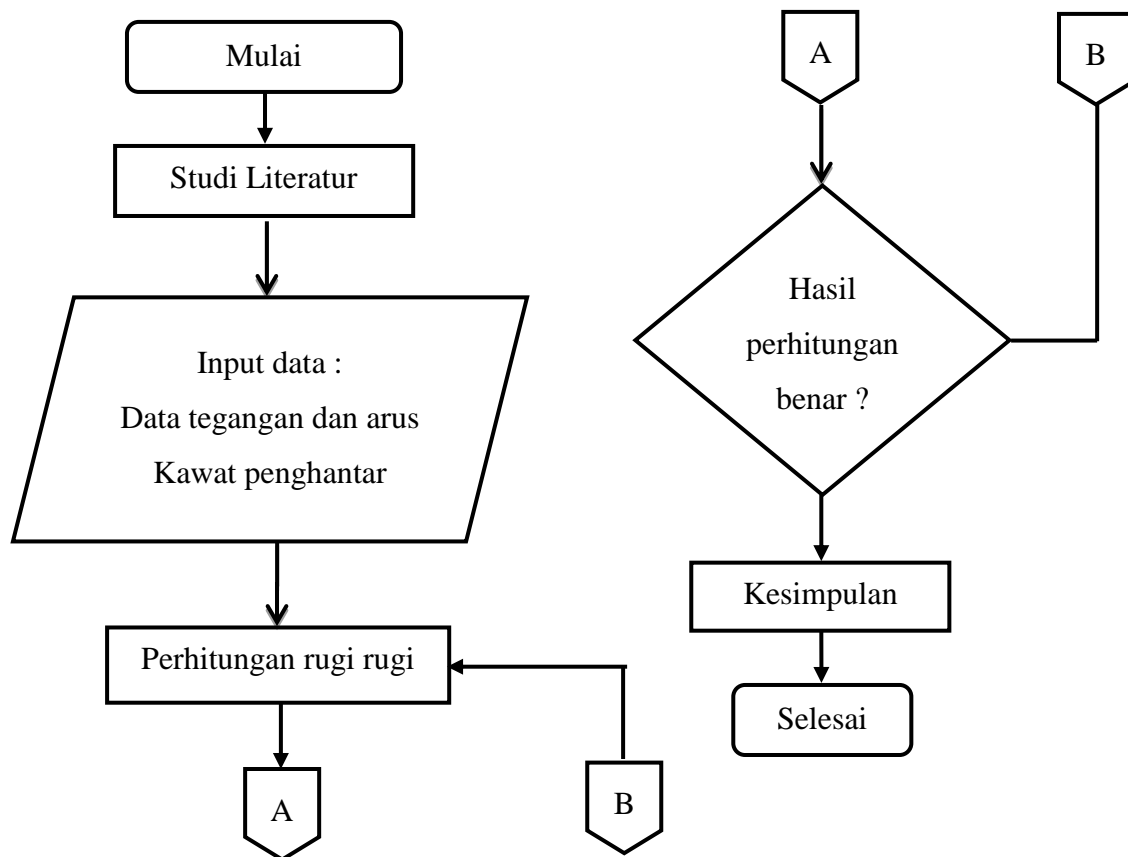 Mulai
Studi Literatur
Input data :
Data tegangan dan arus
Kawat penghantar
Perhitungan rugi rugi
A
B
A
B
Hasil
perhitungan
benar ?
Kesimpulan
Selesai